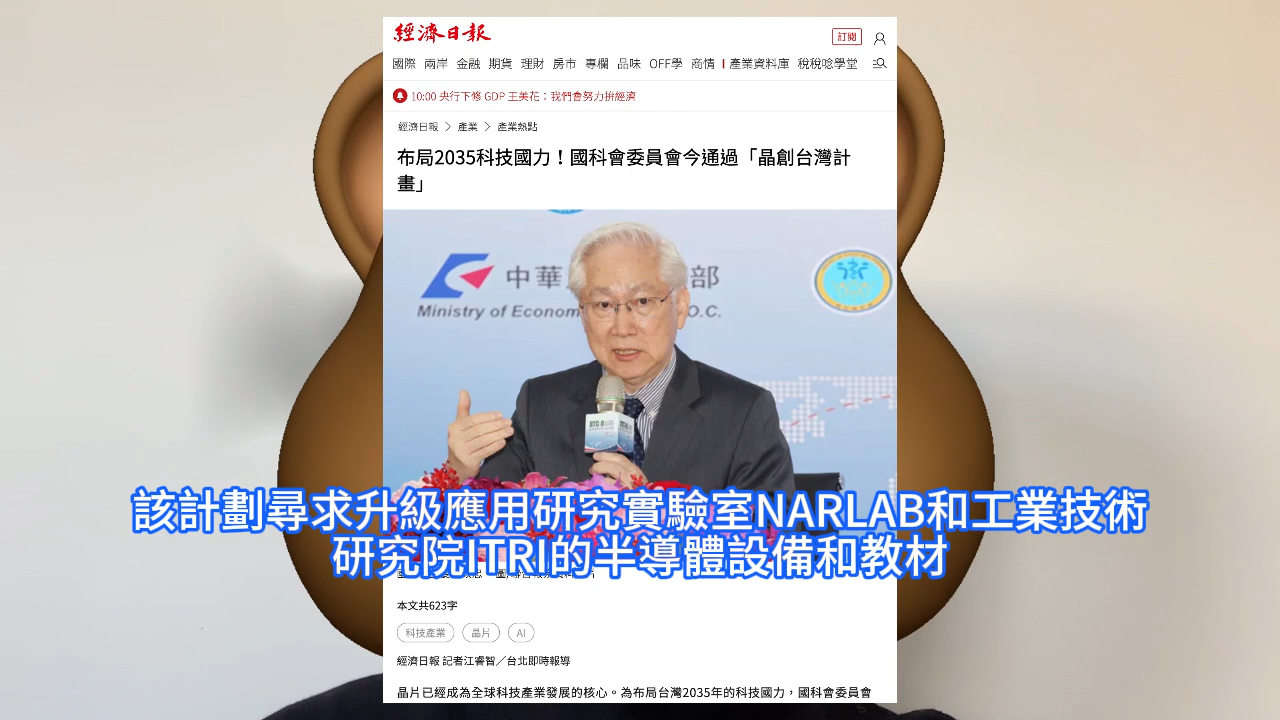 經濟日報
訂閱
國際 兩岸 金融 期貨 理財 房市 專欄 品味 OFF學 商情 產業資料庫 稅稅唸學堂
10:00 央行下修 GDP 王美花：我們會努力拚經濟
經濟日報 > 產業 > 產業熱點
布局2035科技國力！國科會委員會今通過「晶創台灣計
畫」
中華 部
Ministry of Econom O.C.
該計劃尋求升級應用研究實驗室NARLAB和工業技術
研究院ITRI的半導體設備和教材
本文共623字
科技產業 晶片 AI
經濟日報 記者江睿智／台北即時報導
晶片已經成為全球科技產業發展的核心。為布局台灣2035年的科技國力，國科會委員會